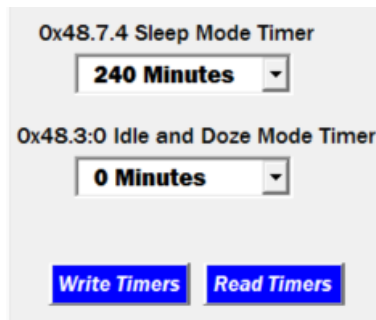 0x48.7.4 Sleep Mode Timer
240 Minutes
0x48.3:0 Idle and Doze Mode Timer
0 Minutes
Write Timers Read Timers